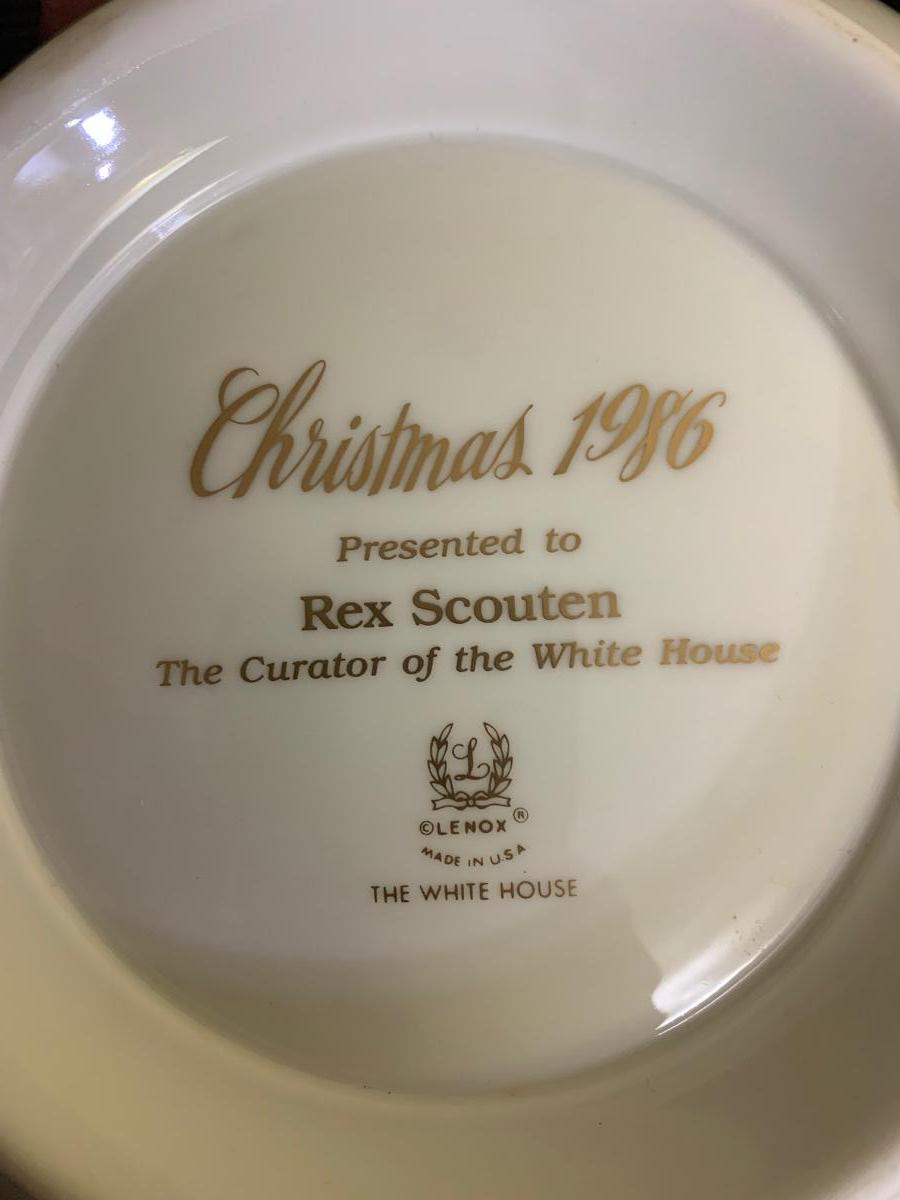 Christmas 1986
Presented to
Rex Scouten
The Curator of the White House
L
©LENOX®
MADE IN U.S.A
THE WHITE HOUSE